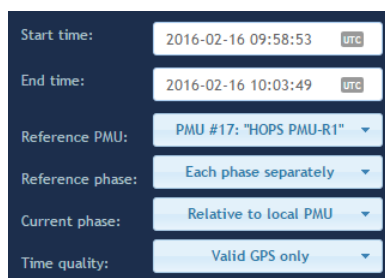 Start time: 2016-02-16 09:58:53 UTC
End time: 2016-02-16 10:03:49 UTC
Reference PMU: PMU #17: "HOPS PMU-R1"
Reference phase: Each phase separately
Current phase: Relative to local PMU
Time quality: Valid GPS only